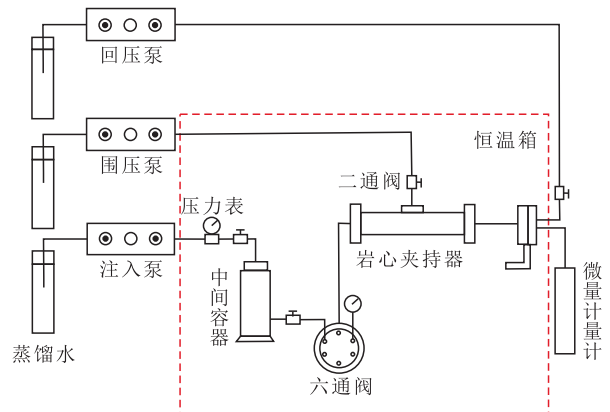 回压泵
围压泵
恒温箱
二通阀
压力表
岩心夹持器
注入泵
中间容器
微量计量计
蒸馏水
六通阀